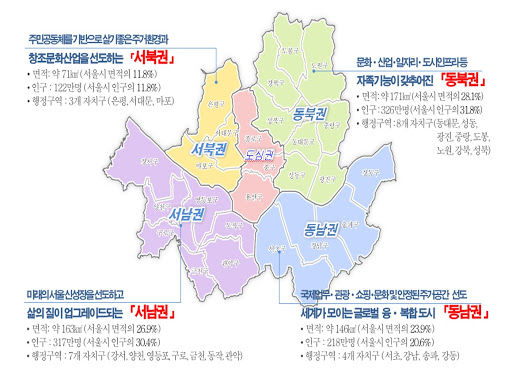 주민공동체를 기반으로 살기 좋은 주거환경과
창조문화산업을 선도하는 「서북권」
• 면적: 약 71㎢ (서울시 면적의 11.8%)
• 인구 : 122만명 (서울시 인구의 11.8%)
• 행정구역 : 3개 자치구 (은평, 서대문, 마포)
문화·산업·일자리·도시인프라 등
자족기능이 갖추어진 「동북권」
• 면적: 약 171㎢ (서울시 면적의 28.1%)
• 인구: 326만명 (서울시 인구의 31.8%)
• 행정구역 : 8개 자치구 (동대문, 성동,
광진, 중랑, 도봉,
노원, 강북, 성북)
도봉구
노원구
강북구
은평구
성북구
중랑구
동북권
서대문구
종로구
동대문구
서북권
도심권
마포구
중구
성동구
광진구
강서구
용산구
강동구
양천구
영등포구
서남권
동작구
동남권
송파구
구로구
서초구
강남구
관악구
금천구
미래의 서울 신성장을 선도하고
삶의 질이 업그레이드되는 「서남권」
• 면적: 약 163㎢ (서울시 면적의 26.9%)
• 인구 : 317만명 (서울시 인구의 30.4%)
• 행정구역 : 7개 자치구 (강서, 양천, 영등포, 구로, 금천, 동작, 관악)
국제업무·관광·쇼핑·문화 및 안정된 주거공간 선도
세계가 모이는 글로벌 융·복합 도시 「동남권」
• 면적: 약 146㎢ (서울시 면적의 23.9%)
• 인구 : 218만명 (서울시 인구의 20.6%)
• 행정구역 : 4개 자치구 (서초, 강남, 송파, 강동)